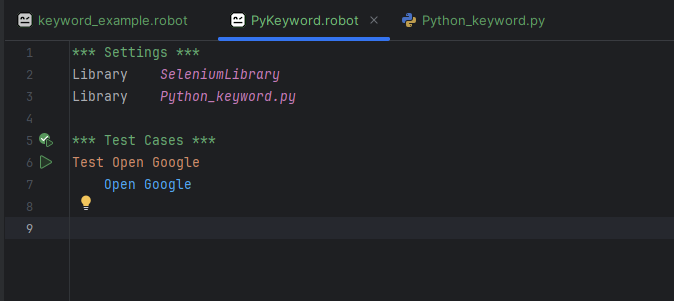 keyword_example.robot PyKeyword.robot Python_keyword.py
1 *** Settings ***
2 Library    SeleniumLibrary
3 Library    Python_keyword.py
4
5 *** Test Cases ***
6 Test Open Google
7     Open Google
8
9